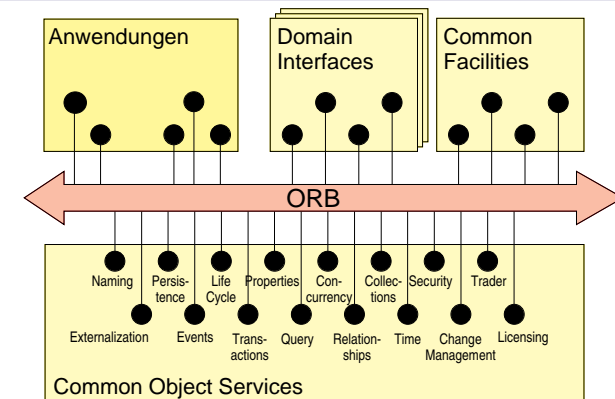 Anwendungen
Domain
Interfaces
Common
Facilities
ORB
Naming
Persis-
tence
Life
Cycle
Properties
Con-
currency
Collec-
tions
Security
Trader
Externalization
Events
Trans-
actions
Query
Relation-
ships
Time
Change
Management
Licensing
Common Object Services